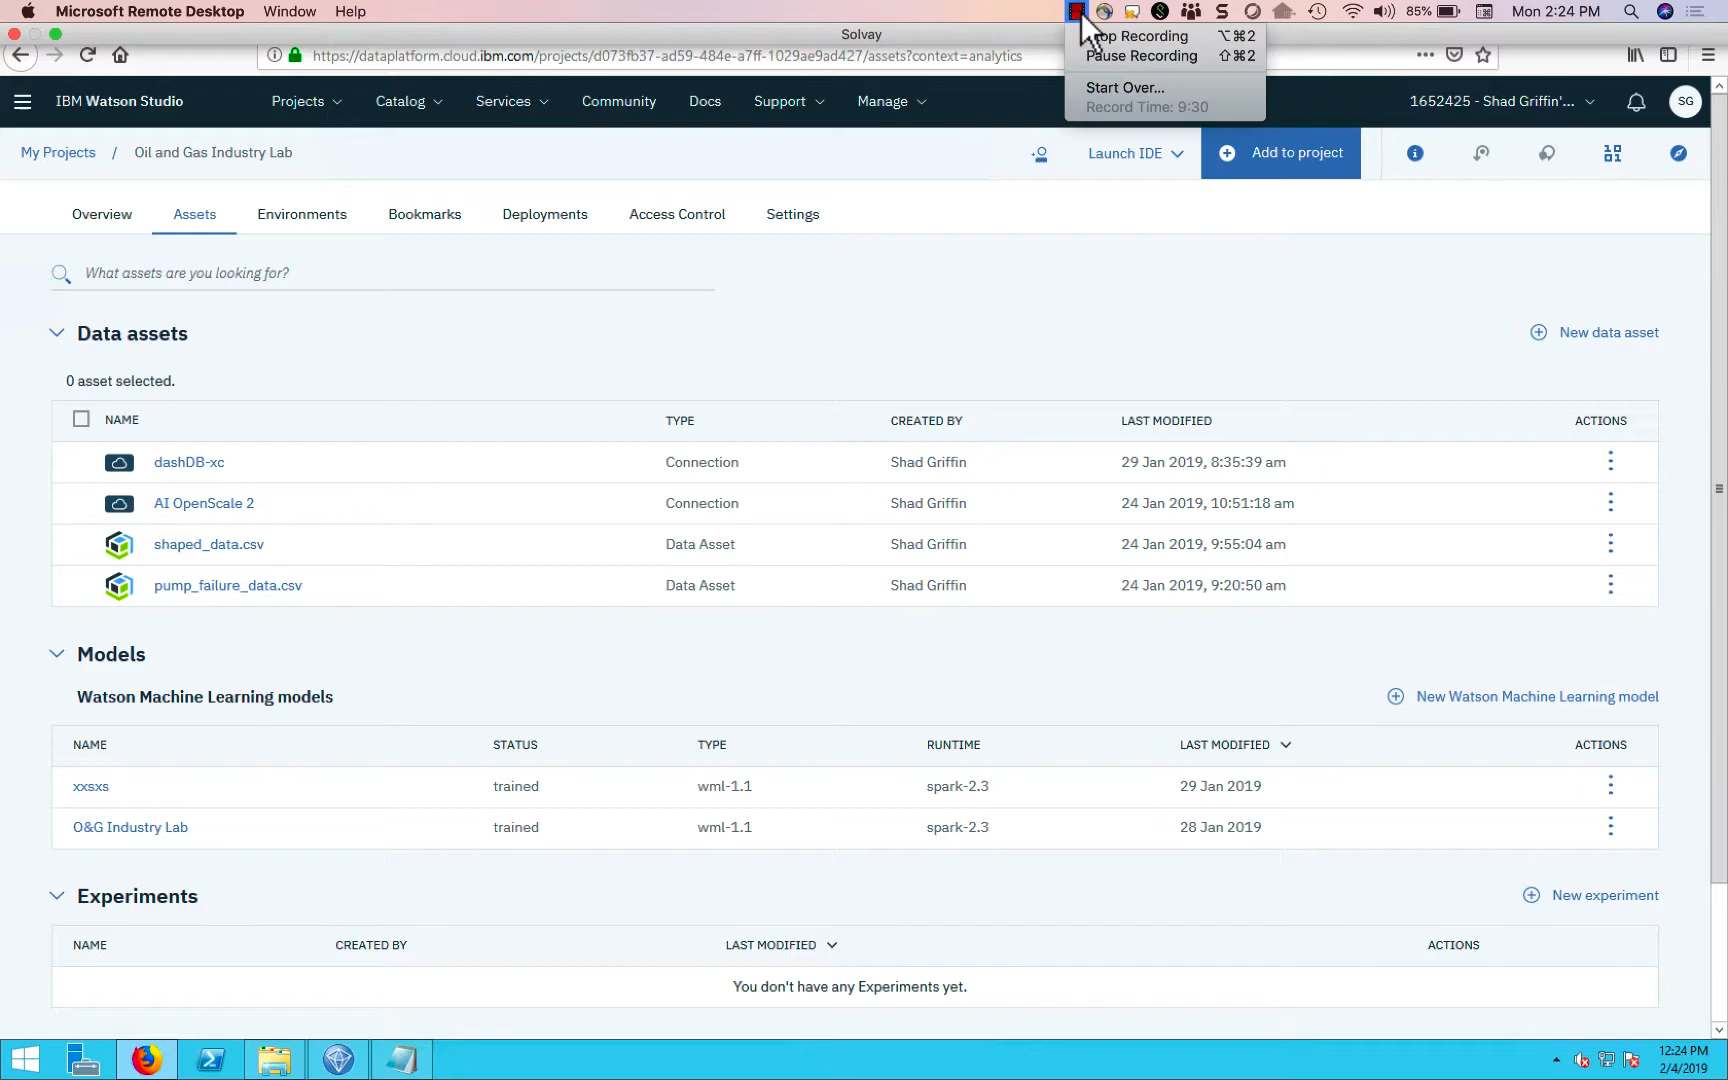 Microsoft Remote Desktop Window Help 85% Mon 2:24 PM
Solvay
https://dataplatform.cloud.ibm.com/projects/d073fb37-ad59-484e-a7ff-1029ae9ad427/assets?context=analytics
op Recording ⌥⌘2
Pause Recording ⇧⌘2
Start Over...
Record Time: 9:30
IBM Watson Studio Projects Catalog Services Community Docs Support Manage 1652425 - Shad Griffin'... SG
My Projects / Oil and Gas Industry Lab Launch IDE Add to project
Overview Assets Environments Bookmarks Deployments Access Control Settings
What assets are you looking for?
Data assets New data asset
0 asset selected.
NAME TYPE CREATED BY LAST MODIFIED ACTIONS
dashDB-xc Connection Shad Griffin 29 Jan 2019, 8:35:39 am
AI OpenScale 2 Connection Shad Griffin 24 Jan 2019, 10:51:18 am
shaped_data.csv Data Asset Shad Griffin 24 Jan 2019, 9:55:04 am
pump_failure_data.csv Data Asset Shad Griffin 24 Jan 2019, 9:20:50 am
Models
Watson Machine Learning models New Watson Machine Learning model
NAME STATUS TYPE RUNTIME LAST MODIFIED ACTIONS
xxsxs trained wml-1.1 spark-2.3 29 Jan 2019
O&G Industry Lab trained wml-1.1 spark-2.3 28 Jan 2019
Experiments New experiment
NAME CREATED BY LAST MODIFIED ACTIONS
You don't have any Experiments yet.
12:24 PM
2/4/2019